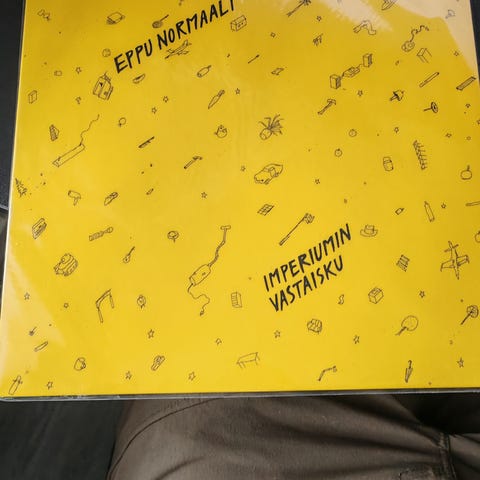 EPPU NORMAALI
IMPERIUMIN
VASTAISKU